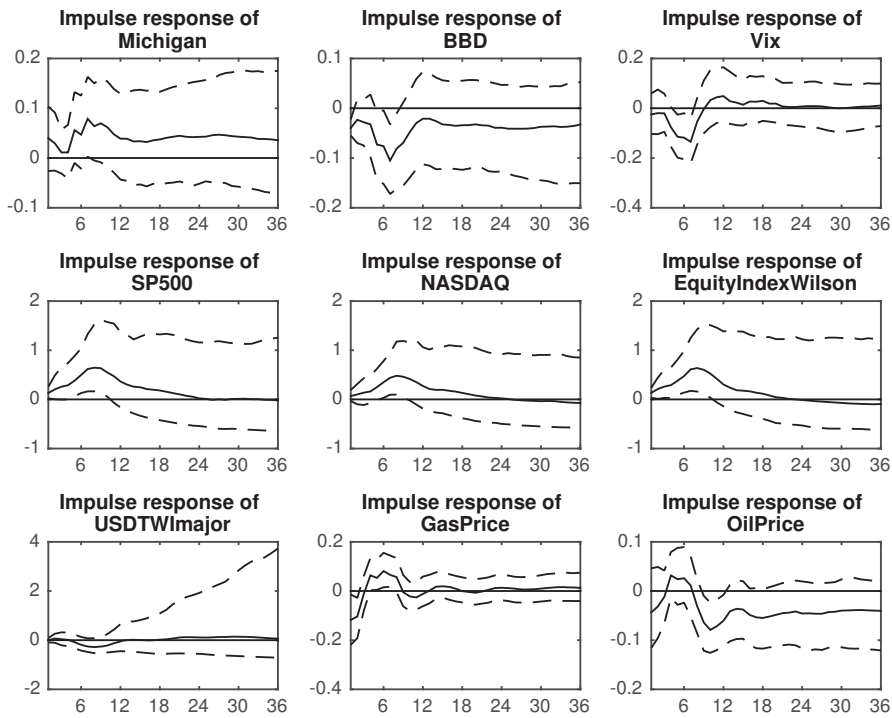 Impulse response of
Michigan
0.2
0.1
0
-0.1
6 12 18 24 30 36
Impulse response of
BBD
0.1
0
-0.1
-0.2
6 12 18 24 30 36
Impulse response of
Vix
0.2
0
-0.2
-0.4
6 12 18 24 30 36
Impulse response of
SP500
2
1
0
-1
6 12 18 24 30 36
Impulse response of
NASDAQ
2
1
0
-1
6 12 18 24 30 36
Impulse response of
EquityIndexWilson
2
1
0
-1
6 12 18 24 30 36
Impulse response of
USDTWImajor
4
2
0
-2
6 12 18 24 30 36
Impulse response of
GasPrice
0.2
0
-0.2
-0.4
6 12 18 24 30 36
Impulse response of
OilPrice
0.1
0
-0.1
-0.2
6 12 18 24 30 36